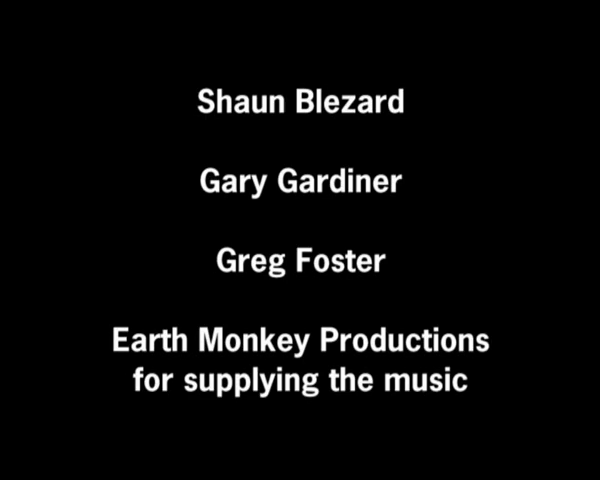 Shaun Blezard
Gary Gardiner
Greg Foster
Earth Monkey Productions
for supplying the music